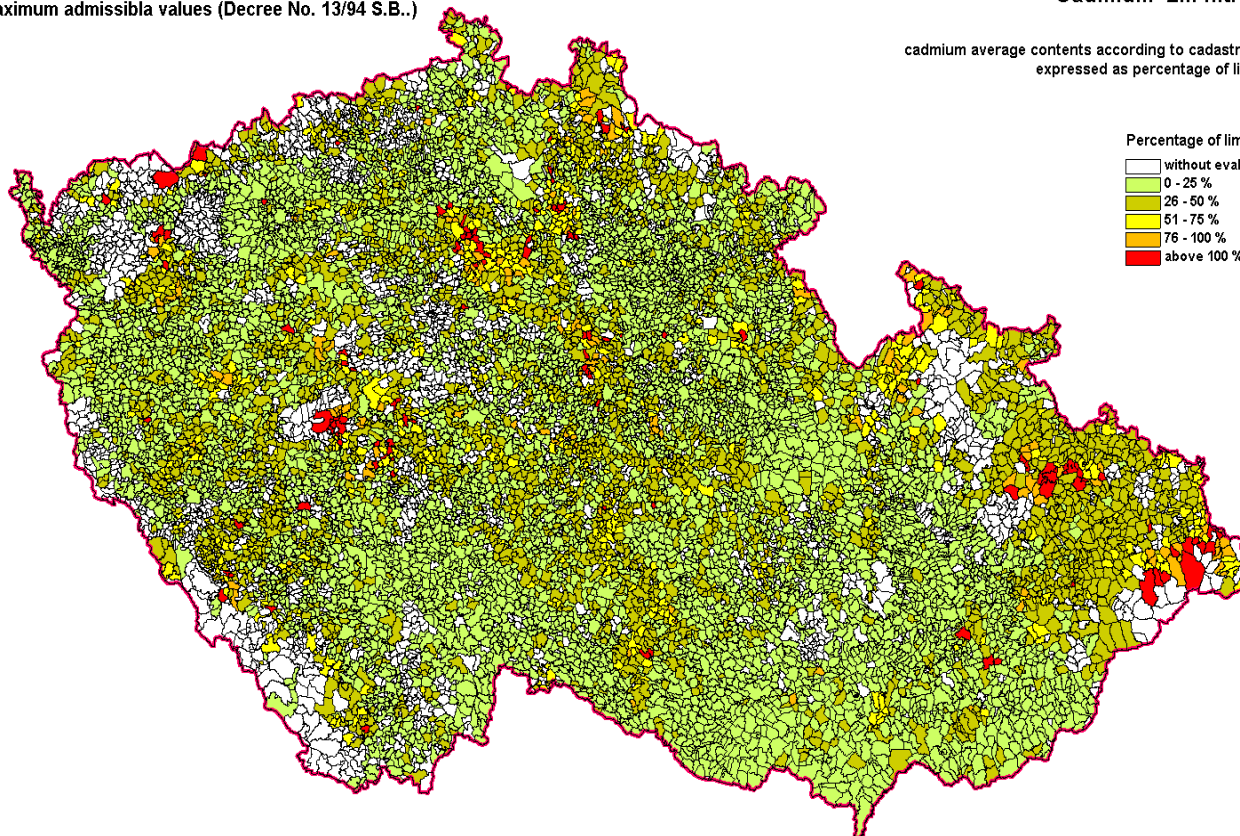 aximum admissibla values (Decree No. 13/94 S.B..)
cadmium average contents according to cadastr
expressed as percentage of li
Percentage of lim
without eval
0 - 25 %
26 - 50 %
51 - 75 %
76 - 100 %
above 100 %